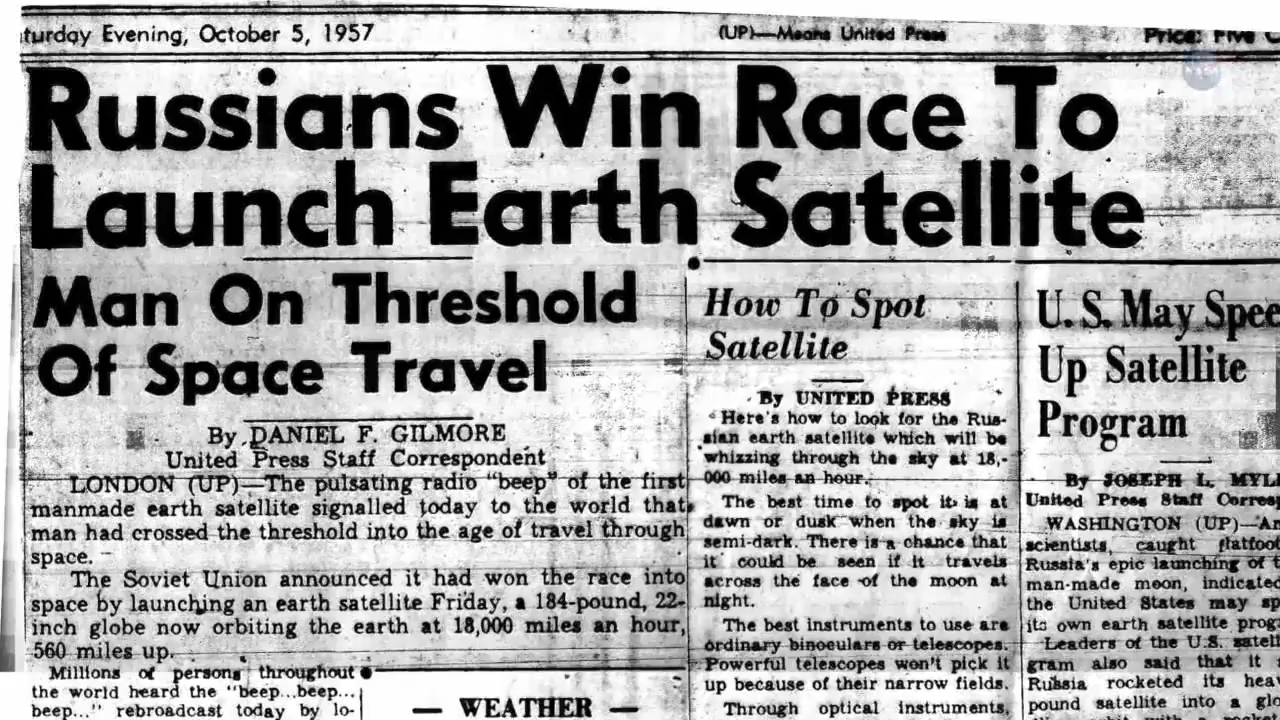 turday Evening, October 5, 1957
(UP)—Means United Press
Price: Five C
Russians Win Race To
Launch Earth Satellite
Man On Threshold
Of Space Travel
By DANIEL F. GILMORE
United Press Staff Correspondent
LONDON (UP)—The pulsating radio "beep" of the first
manmade earth satellite signalled today to the world that
man had crossed the threshold into the age of travel through
space.
The Soviet Union announced it had won the race into
space by launching an earth satellite Friday, a 184-pound, 22-
inch globe now orbiting the earth at 18,000 miles an hour,
560 miles up.
Millions of persons throughout
the world heard the "beep...beep...
beep..." rebroadcast today by lo-
— WEATHER —
How To Spot
Satellite
By UNITED PRESS
Here's how to look for the Rus-
sian earth satellite which will be
whizzing through the sky at 18,-
000 miles an hour.
The best time to spot it is at
dawn or dusk when the sky is
semi-dark. There is a chance that
it could be seen if it travels
across the face of the moon at
night.
The best instruments to use are
ordinary binoculars or telescopes.
Powerful telescopes won't pick it
up because of their narrow fields.
Through optical instruments,
U. S. May Spee
Up Satellite
Program
By JOSEPH L. MYL
United Press Staff Corres
WASHINGTON (UP)—A
scientists, caught flatfoot
Russia's epic launching of t
man-made moon, indicated
the United States may sp
its own earth satellite prog
Leaders of the U.S. satel
gram also said that it
Russia rocketed its hea
pound satellite into a glo